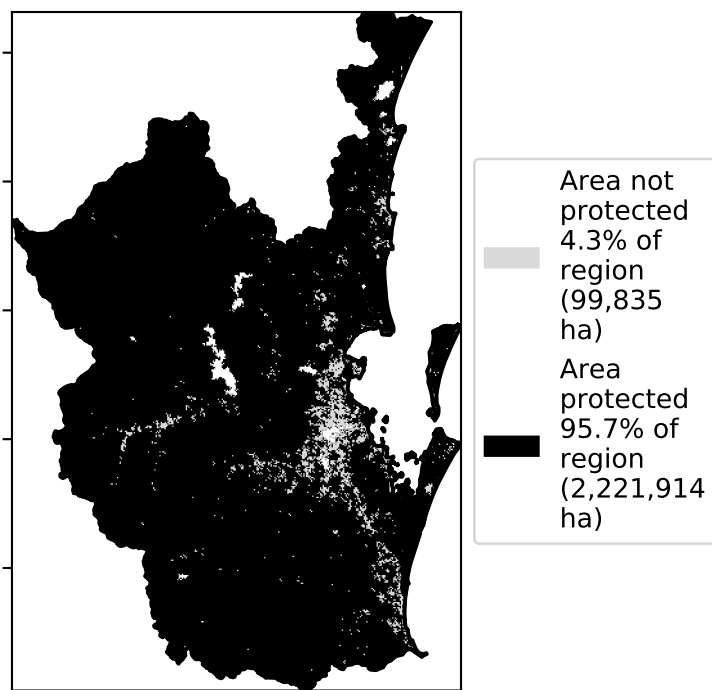 Area not
protected
4.3% of
region
(99,835
ha)
Area
protected
95.7% of
region
(2,221,914
ha)